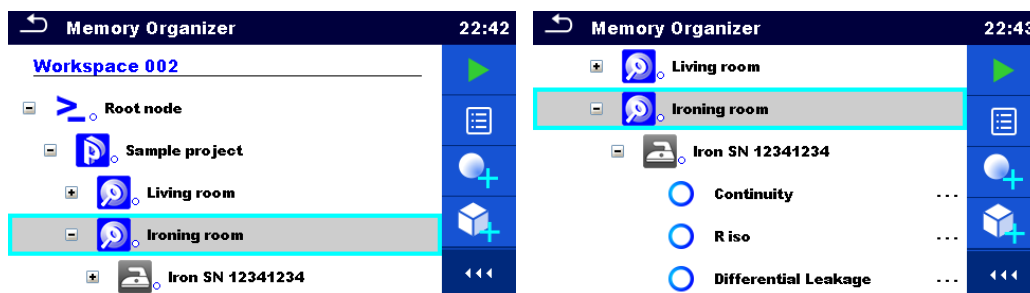 Memory Organizer 22:42
Workspace 002
Root node
Sample project
Living room
Ironing room
Iron SN 12341234
Memory Organizer 22:43
Living room
Ironing room
Iron SN 12341234
Continuity ---
R iso ---
Differential Leakage ---